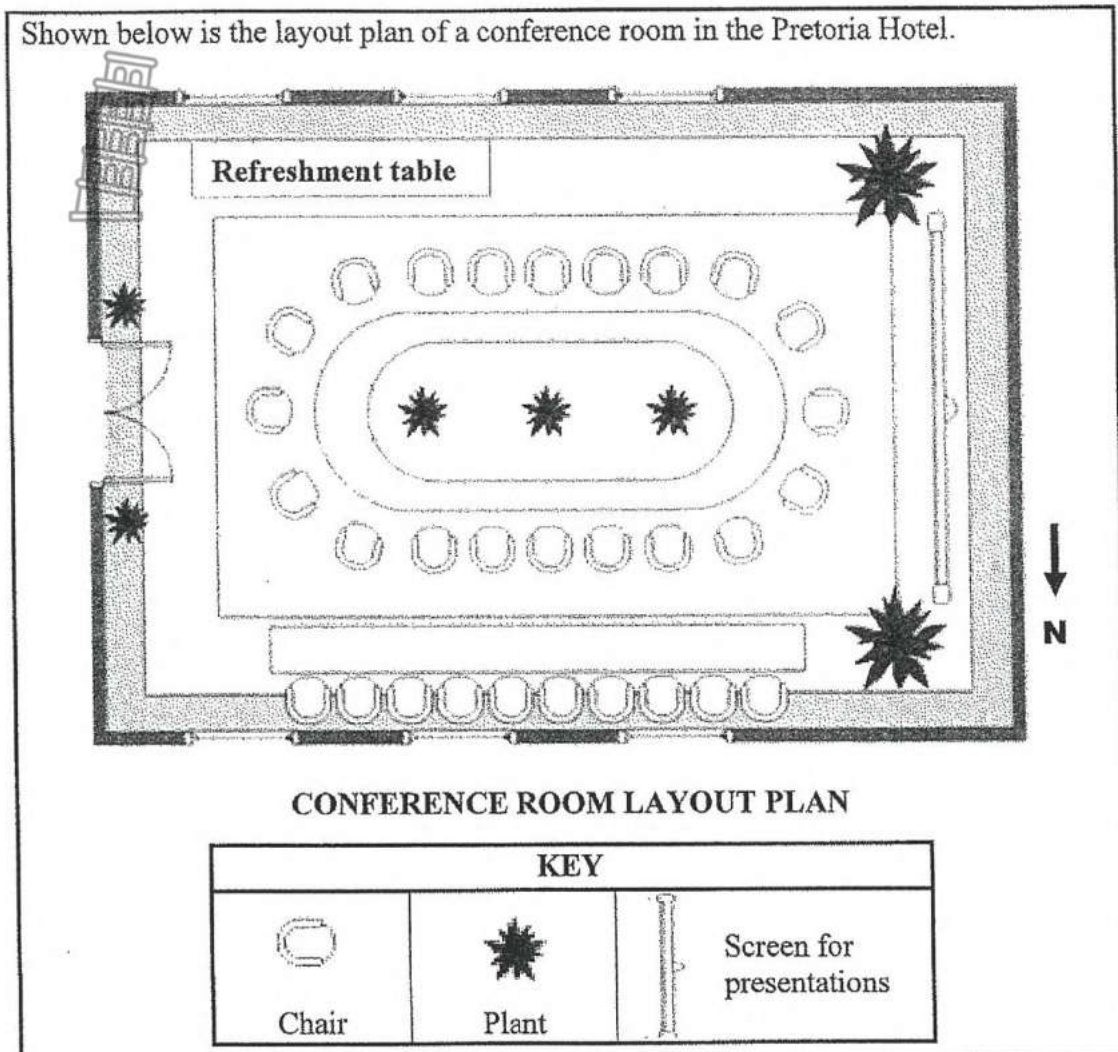 Shown below is the layout plan of a conference room in the Pretoria Hotel.
Refreshment table
N
CONFERENCE ROOM LAYOUT PLAN
KEY
Chair
Plant
Screen for
presentations